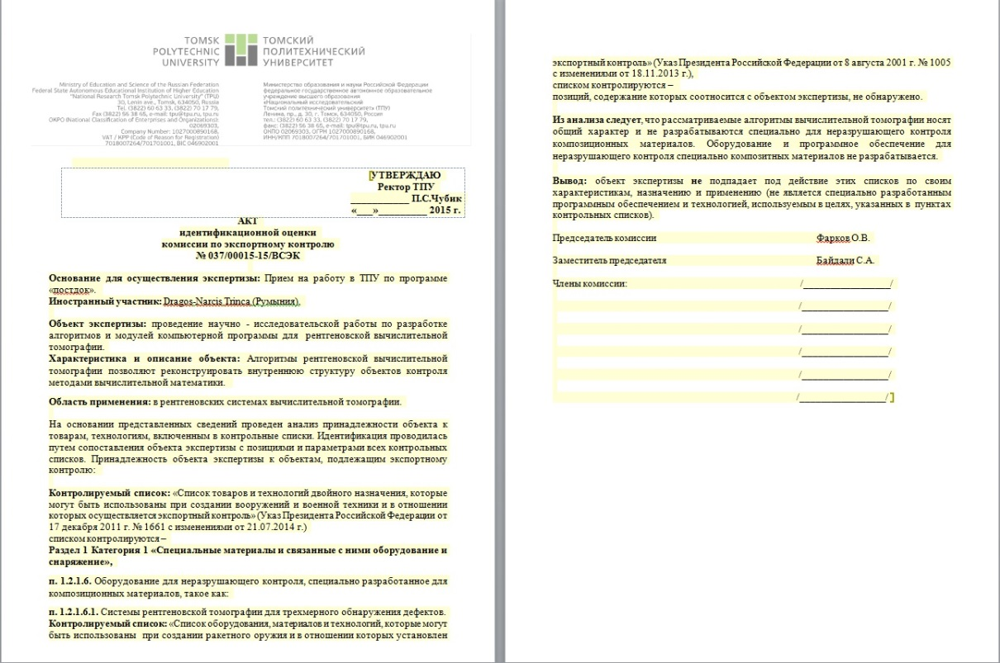 TOMSK
POLYTECHNIC
UNIVERSITY
ТОМСКИЙ
ПОЛИТЕХНИЧЕСКИЙ
УНИВЕРСИТЕТ
Ministry of Education and Science of the Russian Federation
Federal State Autonomous Educational Institution of Higher Education
"National Research Tomsk Polytechnic University" (TPU)
30, Lenin ave., Tomsk, 634050, Russia
Tel. (3822) 60 63 33, (3822) 70 17 79,
Fax (3822) 56 38 65, e-mail: tpu@tpu.ru, tpu.ru
OKPO (National Classification of Enterprises and Organizations):
02069303,
Company Number: 1027000890168,
VAT / KPP (Code of Reason for Registration)
7018007264/701701001, BIC 046902001
Министерство образования и науки Российской Федерации
федеральное государственное автономное образовательное
учреждение высшего образования
«Национальный исследовательский
Томский политехнический университет» (ТПУ)
Ленина, пр., д. 30, г. Томск, 634050, Россия
тел.: (3822) 60 63 33, (3822) 70 17 79,
факс: (3822) 56 38 65, e-mail: tpu@tpu.ru, tpu.ru
ОКПО 02069303, ОГРН 1027000890168,
ИНН/КПП 7018007264/701701001, БИК 046902001
УТВЕРЖДАЮ
Ректор ТПУ
___________ П.С.Чубик
«___»_________ 2015 г.
АКТ
идентификационной оценки
комиссии по экспортному контролю
№ 037/00015-15/ВСЭК
Основание для осуществления экспертизы: Прием на работу в ТПУ по программе
«постдок».
Иностранный участник: Dragos-Narcis Trinca (Румыния),
Объект экспертизы: проведение научно - исследовательской работы по разработке
алгоритмов и модулей компьютерной программы для рентгеновской вычислительной
томографии.
Характеристика и описание объекта: Алгоритмы рентгеновской вычислительной
томографии позволяют реконструировать внутреннюю структуру объектов контроля
методами вычислительной математики.
Область применения: в рентгеновских системах вычислительной томографии.
На основании представленных сведений проведен анализ принадлежности объекта к
товарам, технологиям, включенным в контрольные списки. Идентификация проводилась
путем сопоставления объекта экспертизы с позициями и параметрами всех контрольных
списков. Принадлежность объекта экспертизы к объектам, подлежащим экспортному
контролю:
Контролируемый список: «Список товаров и технологий двойного назначения, которые
могут быть использованы при создании вооружений и военной техники и в отношении
которых осуществляется экспортный контроль» (Указ Президента Российской Федерации от
17 декабря 2011 г. № 1661 с изменениями от 21.07.2014 г.)
списком контролируются –
Раздел 1 Категория 1 «Специальные материалы и связанные с ними оборудование и
снаряжение»,
п. 1.2.1.6. Оборудование для неразрушающего контроля, специально разработанное для
композиционных материалов, такое как:
п. 1.2.1.6.1. Системы рентгеновской томографии для трехмерного обнаружения дефектов.
Контролируемый список: «Список оборудования, материалов и технологий, которые могут
быть использованы при создании ракетного оружия и в отношении которых установлен
экспортный контроль» (Указ Президента Российской Федерации от 8 августа 2001 г. № 1005
с изменениями от 18.11.2013 г.),
списком контролируются –
позиций, содержание которых соотносится с объектом экспертизы, не обнаружено.
Из анализа следует, что рассматриваемые алгоритмы вычислительной томографии носят
общий характер и не разрабатываются специально для неразрушающего контроля
композиционных материалов. Оборудование и программное обеспечение для
неразрушающего контроля специально композитных материалов не разрабатывается.
Вывод: объект экспертизы не подпадает под действие этих списков по своим
характеристикам, назначению и применению (не является специально разработанным
программным обеспечением и технологией, используемым в целях, указанных в пунктах
контрольных списков).
Председатель комиссии Фарков О.В.
Заместитель председателя Байдали С.А.
Члены комиссии: /________________/
/________________/
/________________/
/________________/
/________________/
/________________/